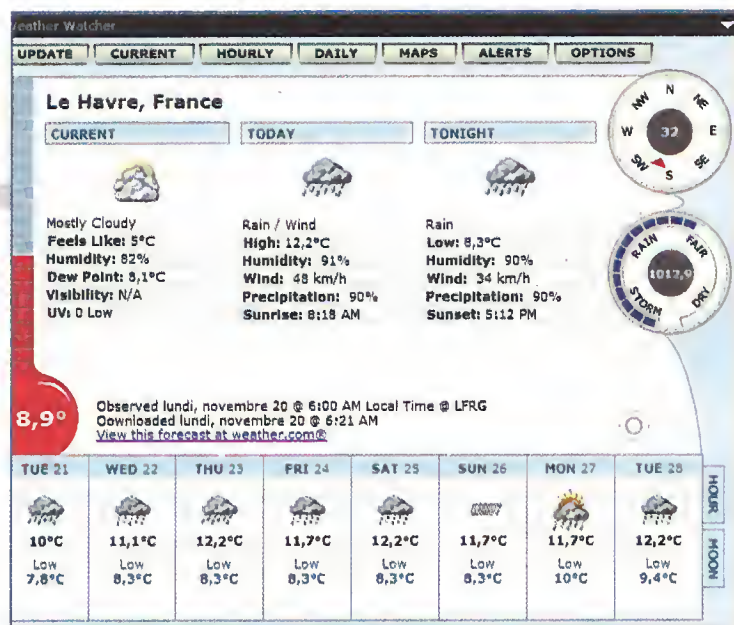 Weather Watcher
UPDATE CURRENT HOURLY DAILY MAPS ALERTS OPTIONS
Le Havre, France
CURRENT TODAY TONIGHT
Mostly Cloudy
Feels Like: 5°C
Humidity: 82%
Dew Point: 8,1°C
Visibility: N/A
UV: 0 Low
Rain / Wind
High: 12,2°C
Humidity: 91%
Wind: 48 km/h
Precipitation: 90%
Sunrise: 8:18 AM
Rain
Low: 8,3°C
Humidity: 90%
Wind: 34 km/h
Precipitation: 90%
Sunset: 5:12 PM
N
NW NE
W 32 E
SW SE
S
RAIN FAIR
1012,9
STORM DRY
8,9°
Observed lundi, novembre 20 @ 6:00 AM Local Time @ LFRG
Downloaded lundi, novembre 20 @ 6:21 AM
View this forecast at weather.com®
TUE 21 WED 22 THU 23 FRI 24 SAT 25 SUN 26 MON 27 TUE 28
10°C 11,1°C 12,2°C 11,7°C 12,2°C 11,7°C 11,7°C 12,2°C
Low Low Low Low Low Low Low Low
7,8°C 8,3°C 8,3°C 8,3°C 8,3°C 8,3°C 10°C 9,4°C
HOUR
MOON